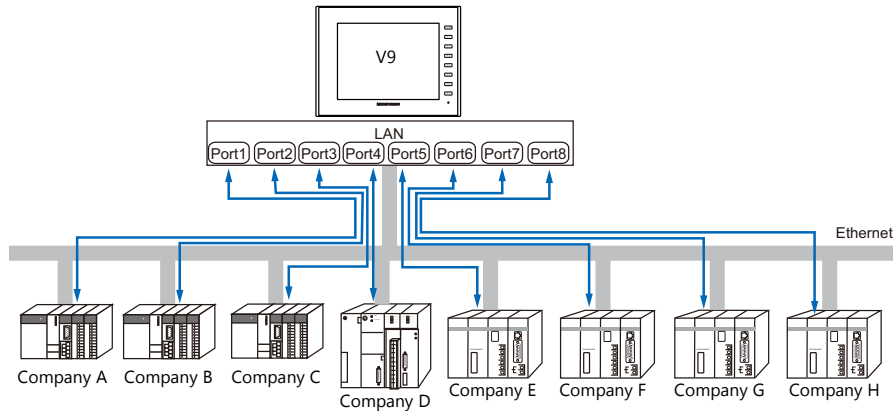 V9
LAN
Port1 Port2 Port3 Port4 Port5 Port6 Port7 Port8
Ethernet
Company A Company B Company C Company D Company E Company F Company G Company H